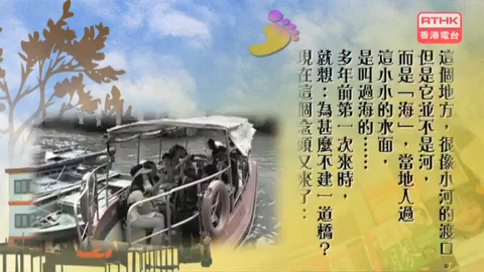 RTHK
香港電台
這個地方，很像小河的渡口。
但是它並不是河，
而是「海」，當地人過
這小小的水面，
是叫過海的……
多年前第一次來時，
就想：為甚麼不建一道橋？
現在這個念頭又來了…